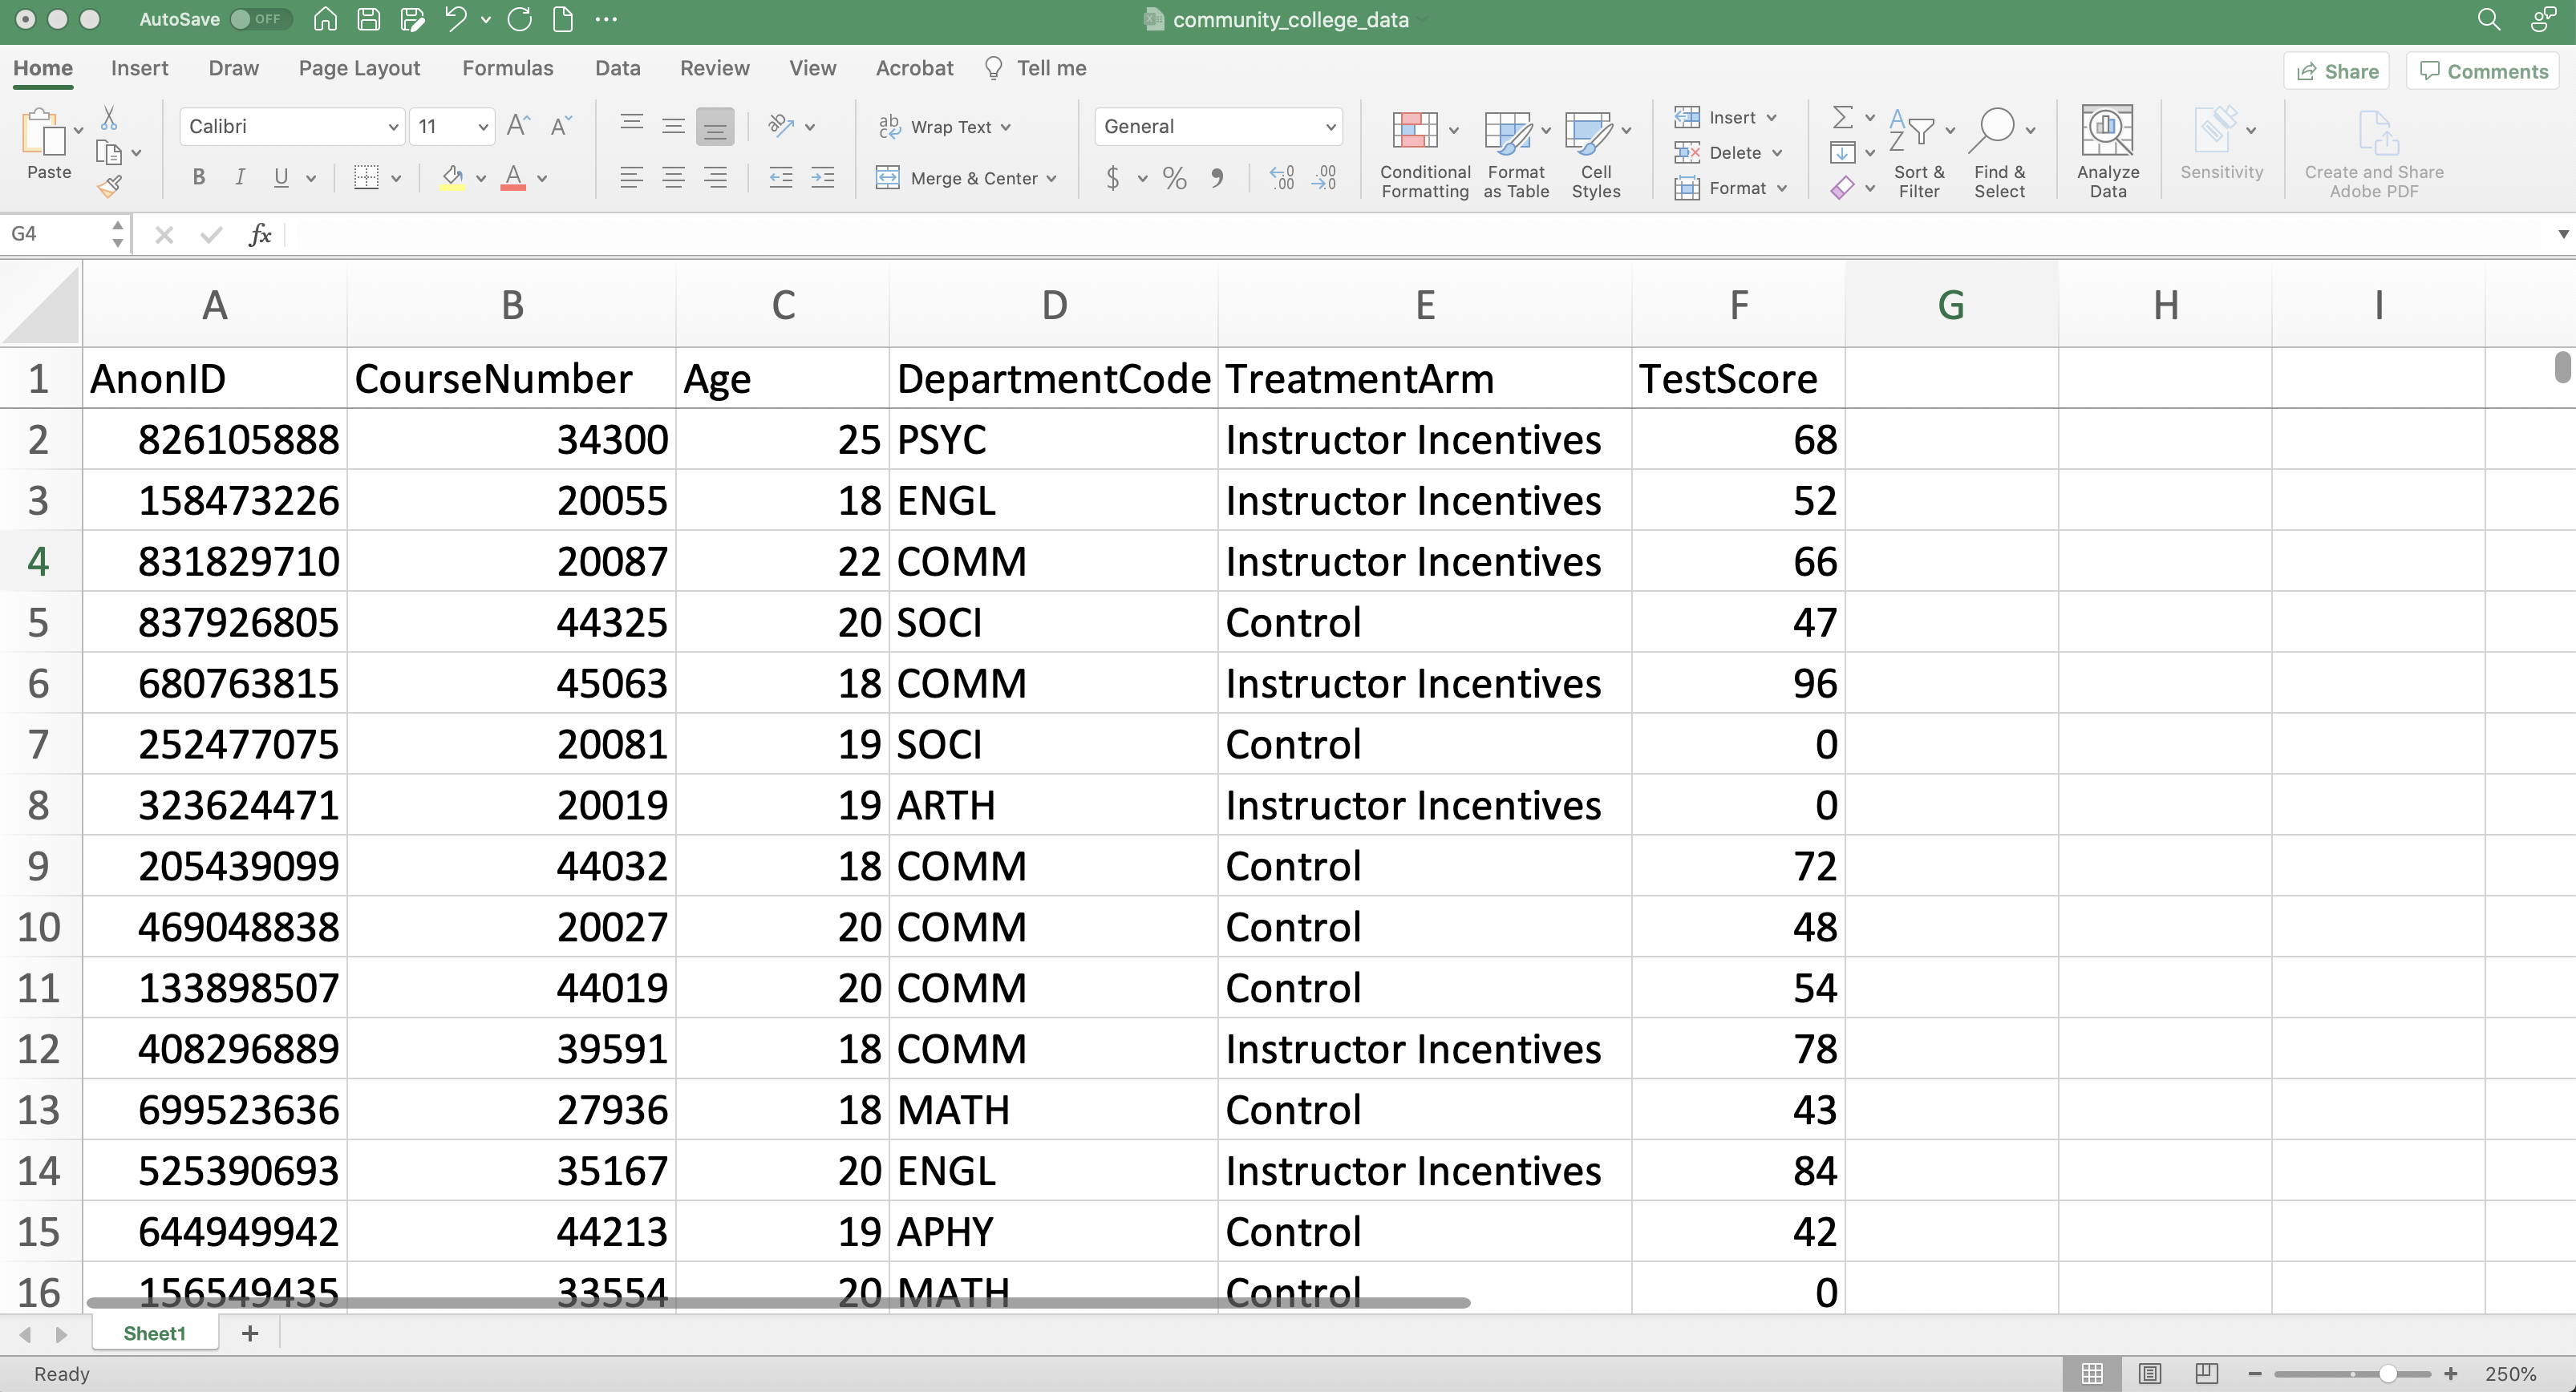 AutoSave OFF community_college_data
Home Insert Draw Page Layout Formulas Data Review View Acrobat Tell me Share Comments
Calibri 11 Wrap Text General Insert
Paste Delete
B I U Merge & Center $ % Conditional Formatting Format as Table Cell Styles Format Sort & Filter Find & Select Analyze Data Sensitivity Create and Share Adobe PDF
G4 fx
A B C D E F G H I
1 AnonID CourseNumber Age DepartmentCode TreatmentArm TestScore
2 826105888 34300 25 PSYC Instructor Incentives 68
3 158473226 20055 18 ENGL Instructor Incentives 52
4 831829710 20087 22 COMM Instructor Incentives 66
5 837926805 44325 20 SOCI Control 47
6 680763815 45063 18 COMM Instructor Incentives 96
7 252477075 20081 19 SOCI Control 0
8 323624471 20019 19 ARTH Instructor Incentives 0
9 205439099 44032 18 COMM Control 72
10 469048838 20027 20 COMM Control 48
11 133898507 44019 20 COMM Control 54
12 408296889 39591 18 COMM Instructor Incentives 78
13 699523636 27936 18 MATH Control 43
14 525390693 35167 20 ENGL Instructor Incentives 84
15 644949942 44213 19 APHY Control 42
16 156549435 33554 20 MATH Control 0
Sheet1 +
Ready 250%